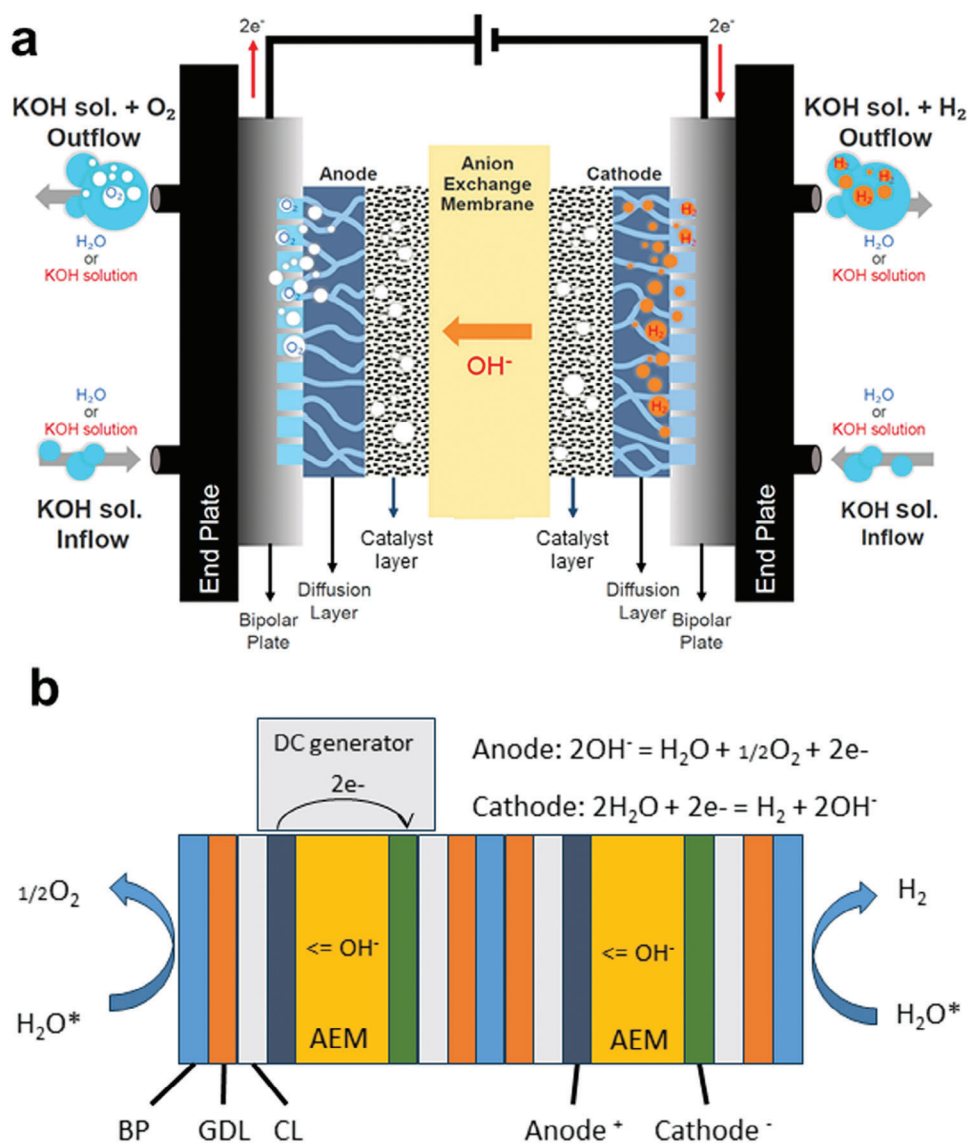 a
2e-
2e-
KOH sol. + O₂
Outflow
KOH sol. + H₂
Outflow
Anode
Anion
Exchange
Membrane
Cathode
O₂
H₂O
or
KOH solution
O₂
O₂
O₂
O₂
OH-
H₂
H₂
H₂
H₂
H₂
H₂
H₂
H₂O
or
KOH solution
H₂O
or
KOH solution
H₂O
or
KOH solution
KOH sol.
Inflow
KOH sol.
Inflow
End Plate
End Plate
Catalyst
layer
Catalyst
layer
Diffusion
Layer
Diffusion
Layer
Bipolar
Plate
Bipolar
Plate
b
DC generator
2e-
Anode: 2OH- = H₂O + 1/2O₂ + 2e-
Cathode: 2H₂O + 2e- = H₂ + 2OH-
1/2O₂
H₂
<= OH-
<= OH-
H₂O*
AEM
AEM
H₂O*
BP
GDL
CL
Anode +
Cathode -